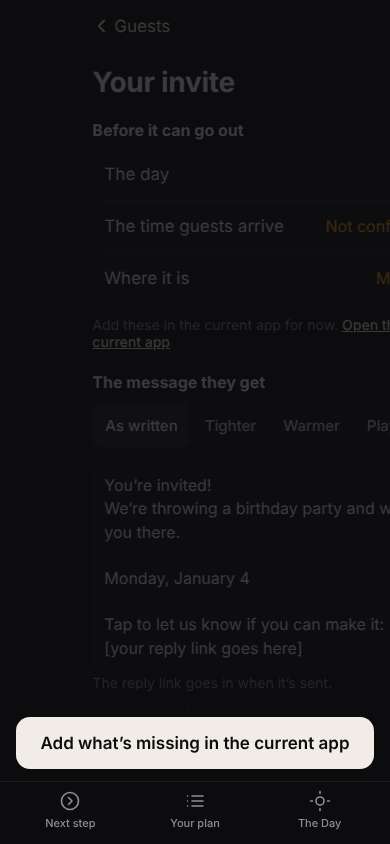 Guests
Your invite
Before it can go out
The day
The time guests arrive
Not
Where it is
Add these in the current app for now. Open
current app
The message they get
As written
Tighter
Warmer
You're invited!
We're throwing a birthday party and
you there.
Monday, January 4
Tap to let us know if you can make it:
[your reply link goes here]
The reply link goes in when it's sent.
Add what's missing in the current app
Next step
Your plan
The Day